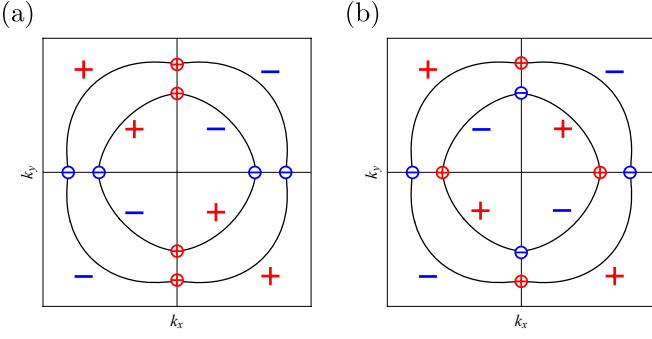 (a) (b)
+ − + −
+ − − +
k_y k_y
− + + −
− + − +
k_x k_x